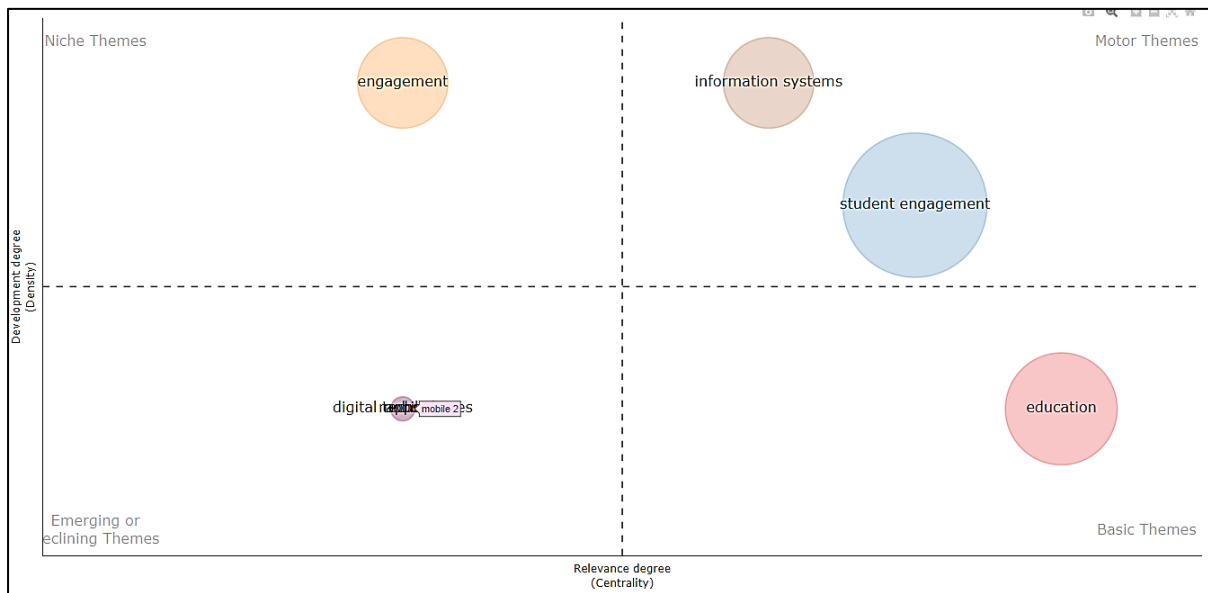 Niche Themes
Motor Themes
engagement
information systems
student engagement
Development degree
(Density)
digital
mobile 2
education
Emerging or
eclining Themes
Basic Themes
Relevance degree
(Centrality)